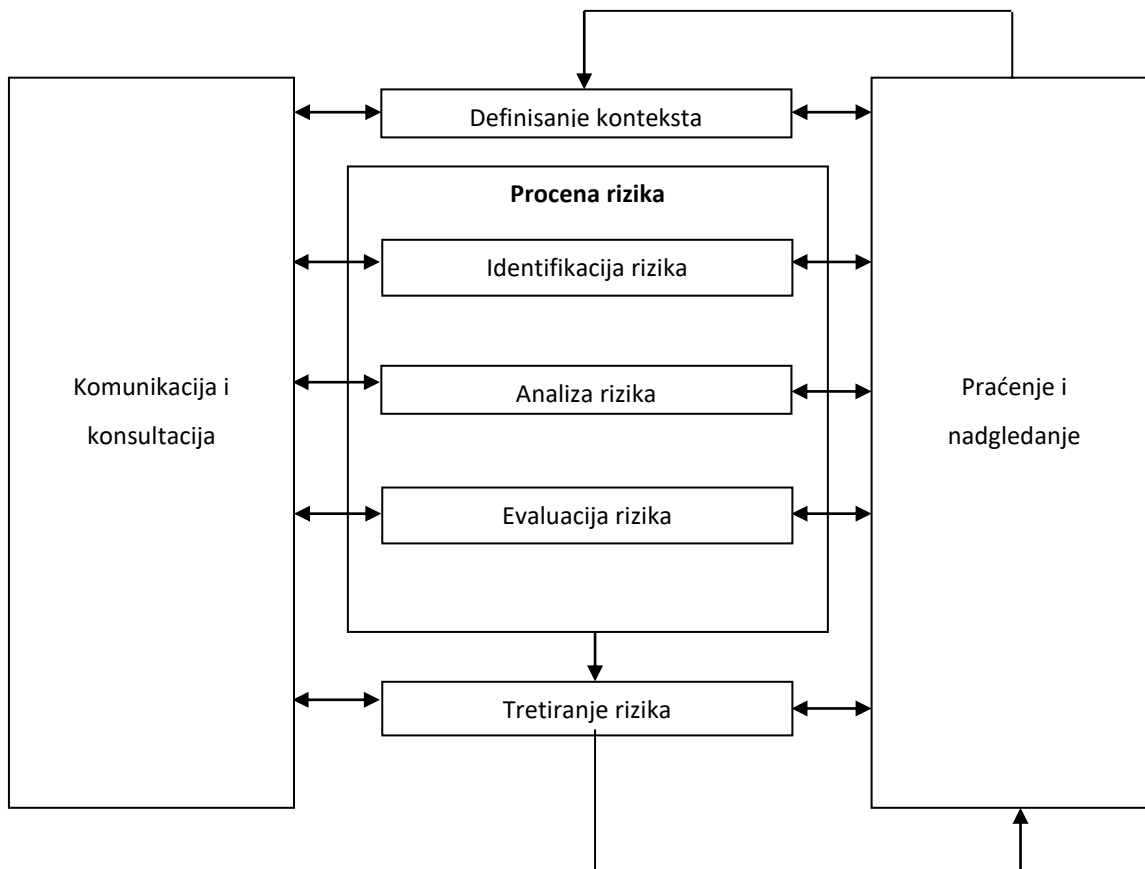 Definisanje konteksta
Procena rizika
Identifikacija rizika
Komunikacija i
konsultacija
Analiza rizika
Praćenje i
nadgledanje
Evaluacija rizika
Tretiranje rizika